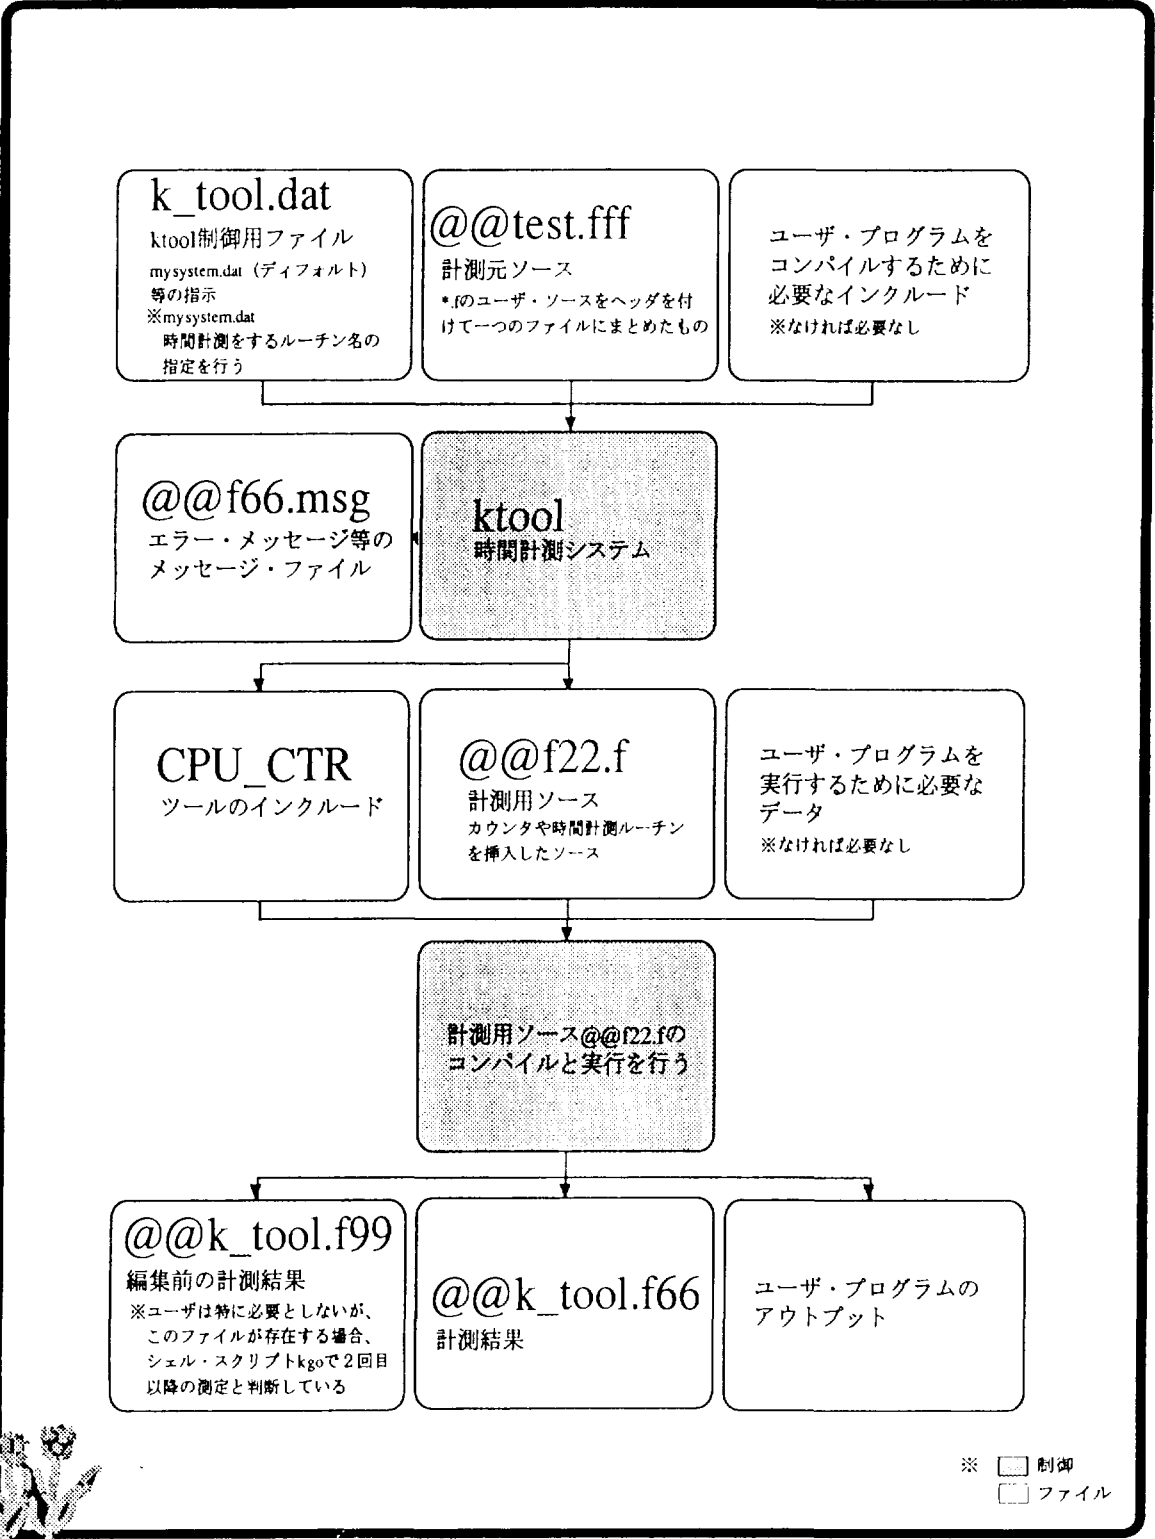 k_tool.dat
ktool制御用ファイル
mysystem.dat（ディフォルト）
等の指示
※mysystem.dat
時間計測をするルーチン名の
指定を行う
@@test.fff
計測元ソース
*.fのユーザ・ソースをヘッダを付
けて一つのファイルにまとめたもの
ユーザ・プログラムを
コンパイルするために
必要なインクルード
※なければ必要なし
@@f66.msg
エラー・メッセージ等の
メッセージ・ファイル
ktool
時間計測システム
CPU_CTR
ツールのインクルード
@@f22.f
計測用ソース
カウンタや時間計測ルーチン
を挿入したソース
ユーザ・プログラムを
実行するために必要な
データ
※なければ必要なし
計測用ソース@@f22.fの
コンパイルと実行を行う
@@k_tool.f99
編集前の計測結果
※ユーザは特に必要としないが、
このファイルが存在する場合、
シェル・スクリプトkgoで２回目
以降の測定と判断している
@@k_tool.f66
計測結果
ユーザ・プログラムの
アウトプット
※ 制御
ファイル